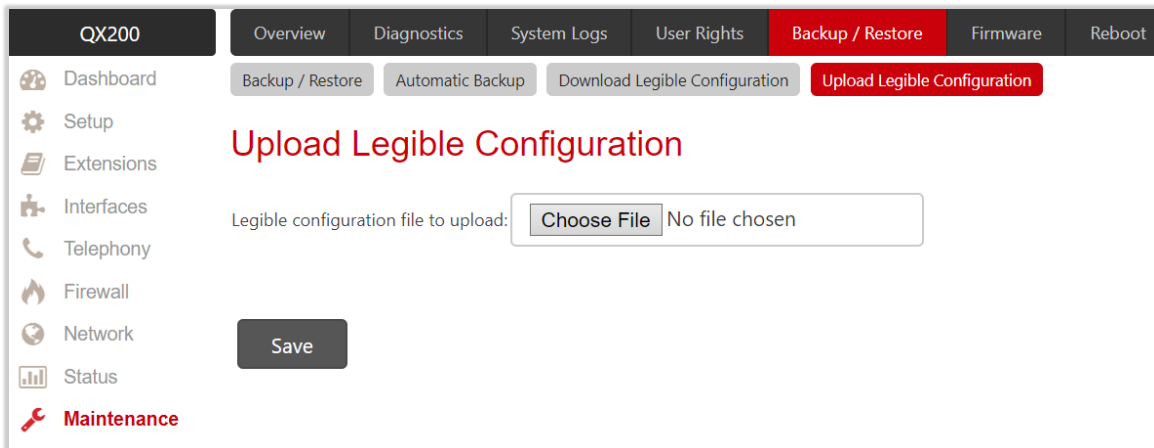 QX200 Overview Diagnostics System Logs User Rights Backup / Restore Firmware Reboot
Backup / Restore Automatic Backup Download Legible Configuration Upload Legible Configuration
Dashboard
Setup
Extensions
Interfaces
Telephony
Firewall
Network
Status
Maintenance
Upload Legible Configuration
Legible configuration file to upload: Choose File No file chosen
Save